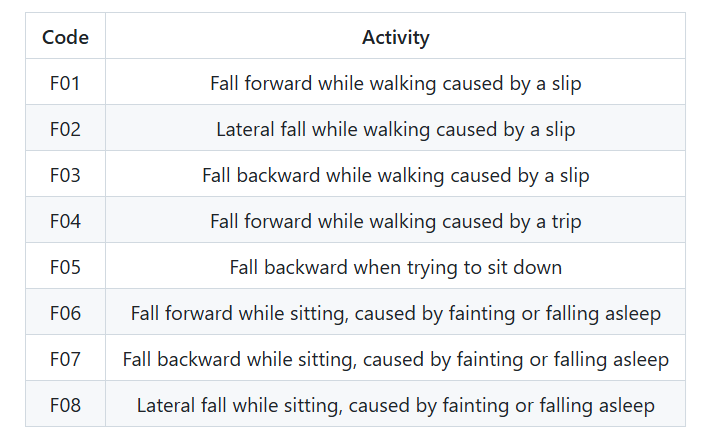 Code Activity
F01 Fall forward while walking caused by a slip
F02 Lateral fall while walking caused by a slip
F03 Fall backward while walking caused by a slip
F04 Fall forward while walking caused by a trip
F05 Fall backward when trying to sit down
F06 Fall forward while sitting, caused by fainting or falling asleep
F07 Fall backward while sitting, caused by fainting or falling asleep
F08 Lateral fall while sitting, caused by fainting or falling asleep